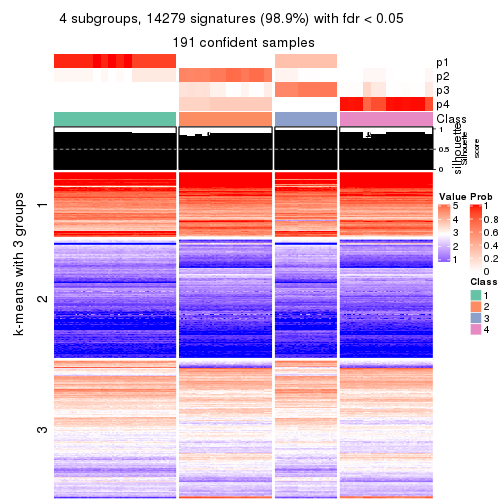 4 subgroups, 14279 signatures (98.9%) with fdr < 0.05
191 confident samples
p1
p2
p3
p4
Class
1
0.5
0
silhouette
Silhouette
score
k-means with 3 groups
1
2
3
Value
5
4
3
2
1
Prob
1
0.8
0.6
0.4
0.2
0
Class
1
2
3
4